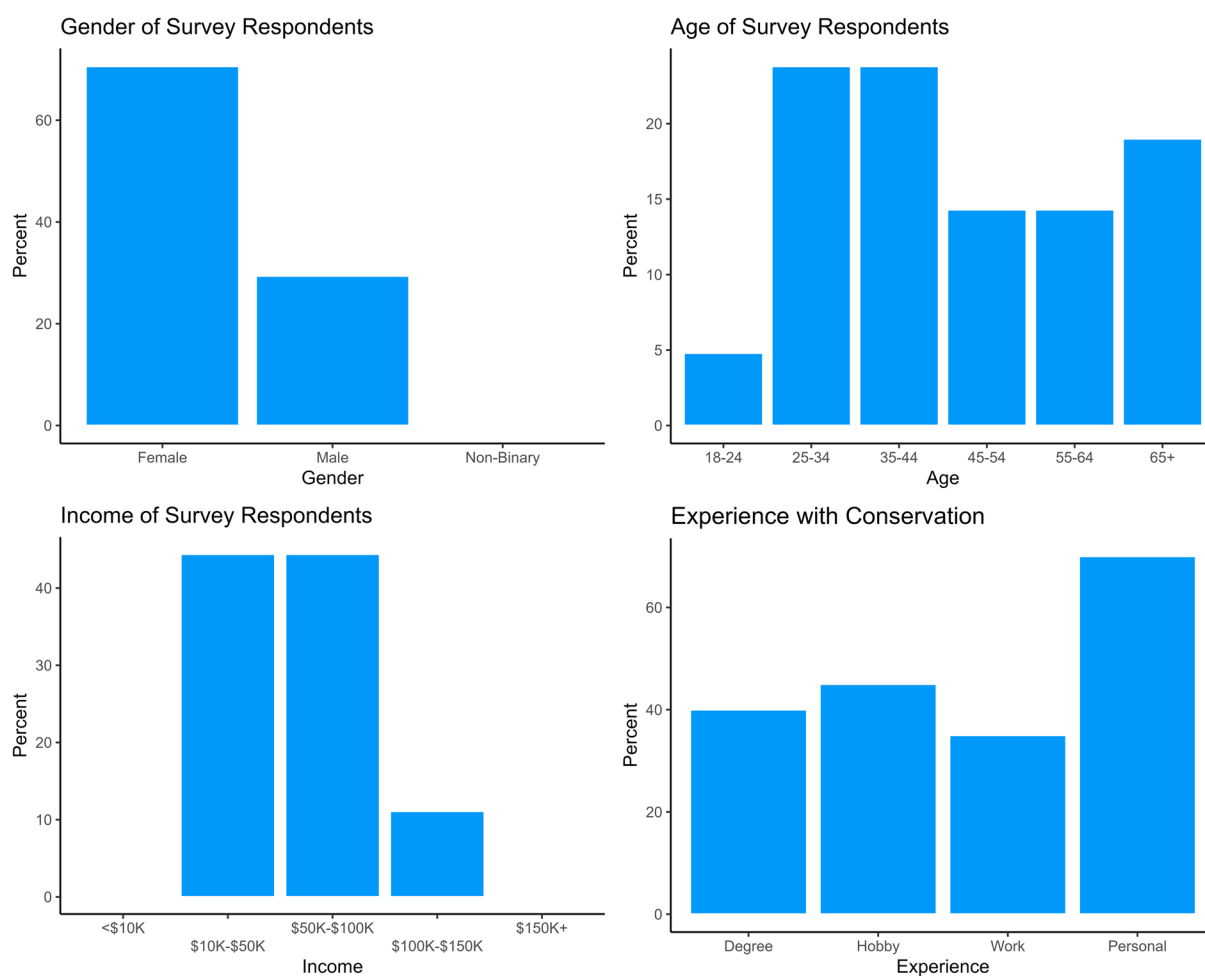 Gender of Survey Respondents
Percent
60
40
20
0
Female Male Non-Binary
Gender
Age of Survey Respondents
Percent
20
15
10
5
0
18-24 25-34 35-44 45-54 55-64 65+
Age
Income of Survey Respondents
Percent
40
30
20
10
0
<$10K $10K-$50K $50K-$100K $100K-$150K $150K+
Income
Experience with Conservation
Percent
60
40
20
0
Degree Hobby Work Personal
Experience